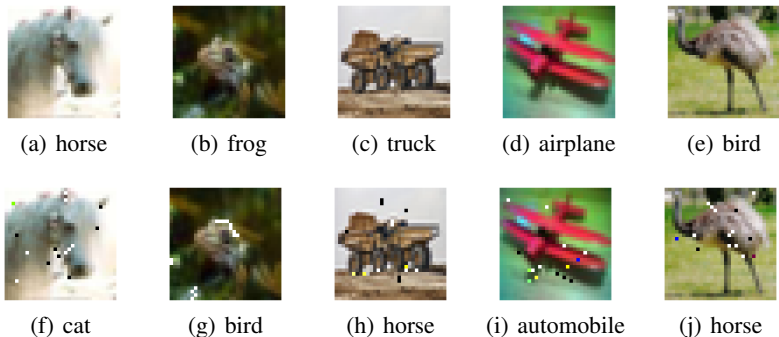 (a) horse
(b) frog
(c) truck
(d) airplane
(e) bird
(f) cat
(g) bird
(h) horse
(i) automobile
(j) horse